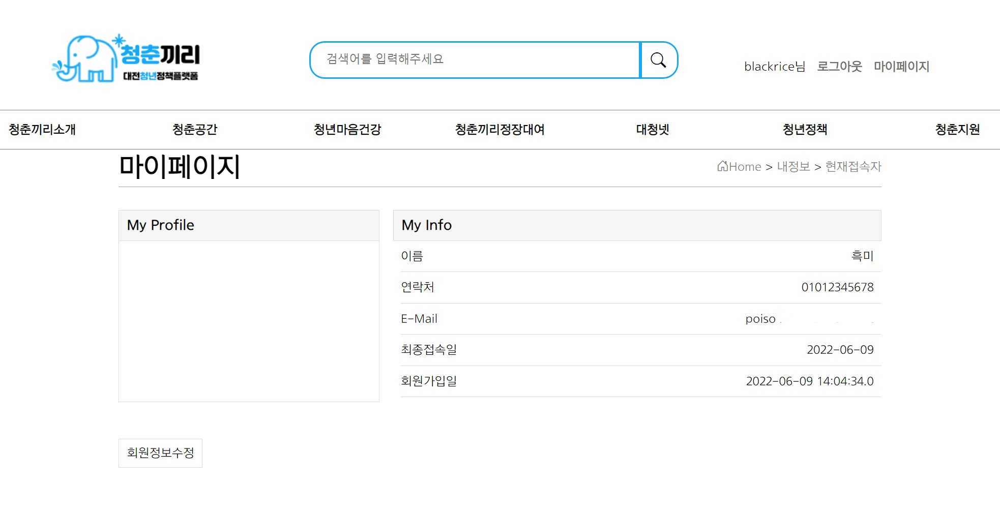 청춘끼리
대전청년정책플랫폼
검색어를 입력해주세요
blackrice님 로그아웃 마이페이지
청춘끼리소개 청춘공간 청년마음건강 청춘끼리정장대여 대청넷 청년정책 청춘지원
마이페이지
Home > 내정보 > 현재접속자
My Profile
My Info
이름 흑미
연락처 01012345678
E-Mail poiso
최종접속일 2022-06-09
회원가입일 2022-06-09 14:04:34.0
회원정보수정